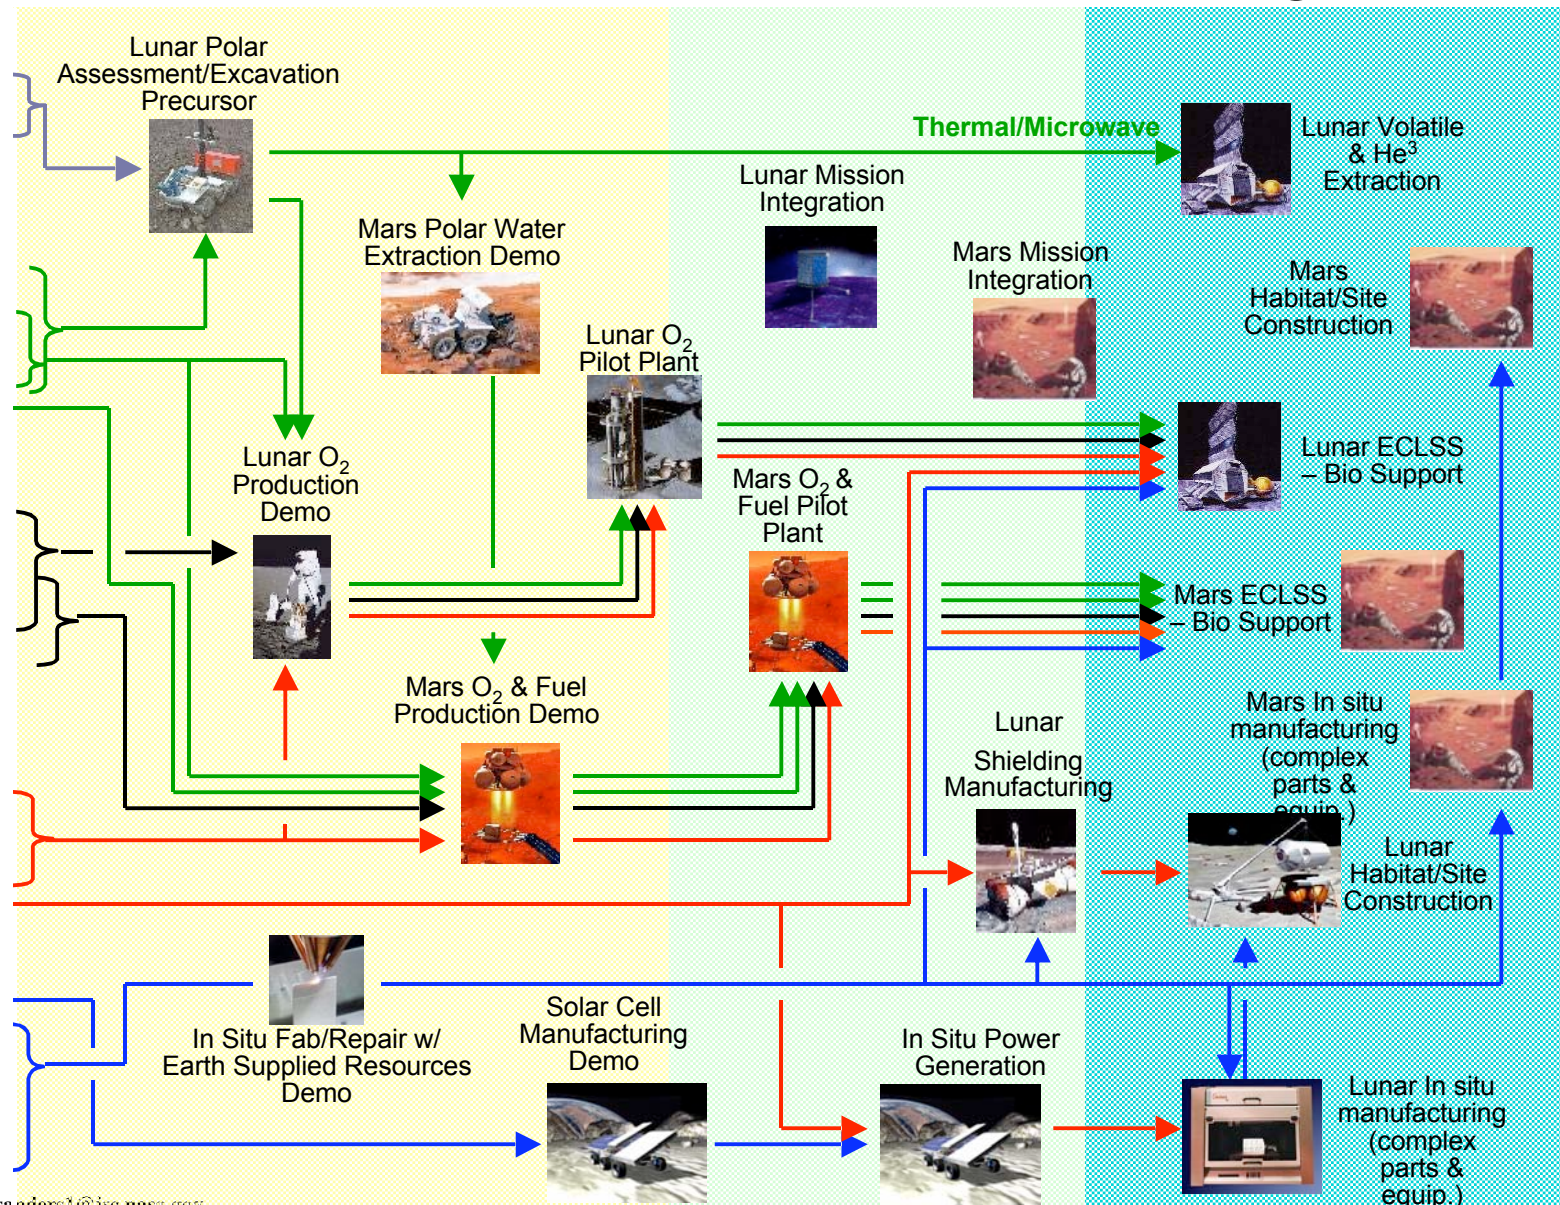 Lunar Polar
Assessment/Excavation
Precursor
Thermal/Microwave
Lunar Volatile
& He3
Extraction
Lunar Mission
Integration
Mars Polar Water
Extraction Demo
Mars Mission
Integration
Mars
Habitat/Site
Construction
Lunar O2
Pilot Plant
Lunar O2
Production
Demo
Mars O2 &
Fuel Pilot
Plant
Lunar ECLSS
– Bio Support
Mars ECLSS
– Bio Support
Mars O2 & Fuel
Production Demo
Lunar
Shielding
Manufacturing
Mars In situ
manufacturing
(complex
parts &
equip.)
Lunar
Habitat/Site
Construction
In Situ Fab/Repair w/
Earth Supplied Resources
Demo
Solar Cell
Manufacturing
Demo
In Situ Power
Generation
Lunar In situ
manufacturing
(complex
parts &
equip.)